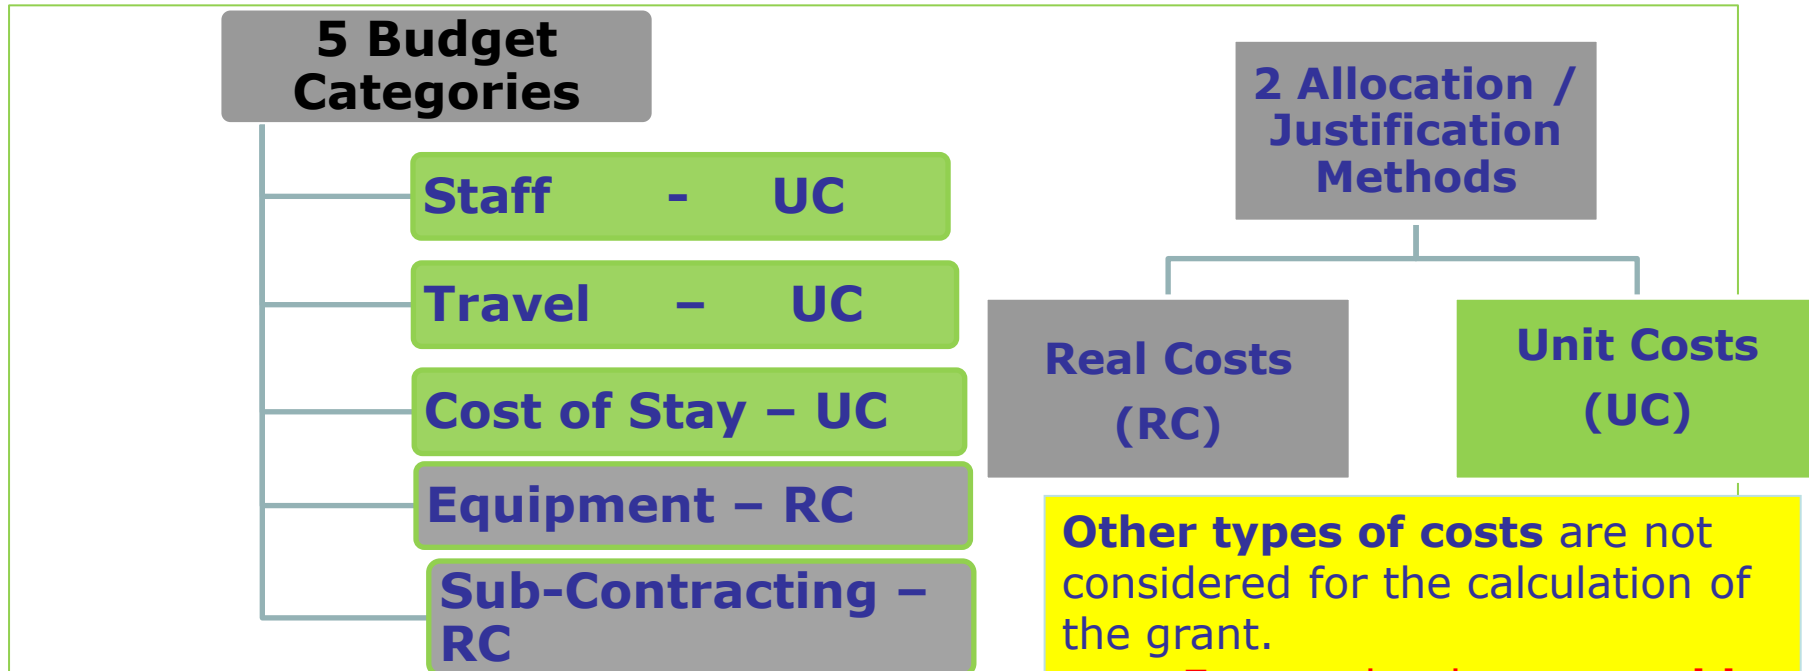 5 Budget
Categories
Staff - UC
Travel – UC
Cost of Stay – UC
Equipment – RC
Sub-Contracting –
RC
2 Allocation /
Justification
Methods
Real Costs
(RC)
Unit Costs
(UC)
Other types of costs are not
considered for the calculation of
the grant.